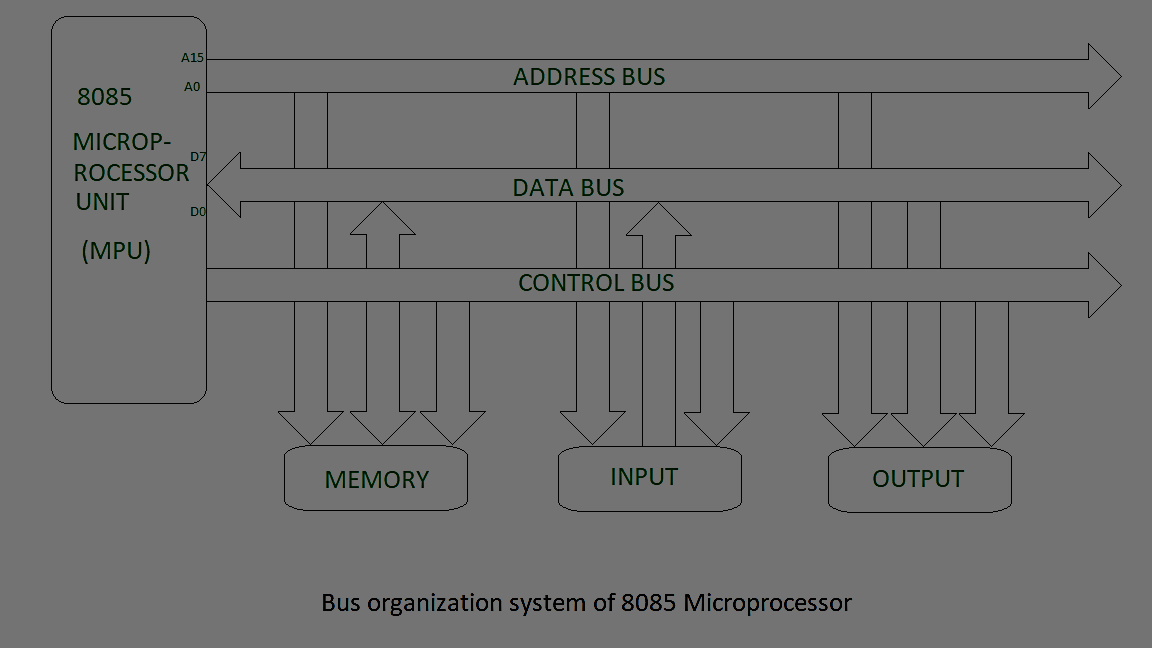 A15
ADDRESS BUS
A0
8085
MICROP-
D7
ROCESSOR
DATA BUS
UNIT
D0
(MPU)
CONTROL BUS
MEMORY
INPUT
OUTPUT
Bus organization system of 8085 Microprocessor